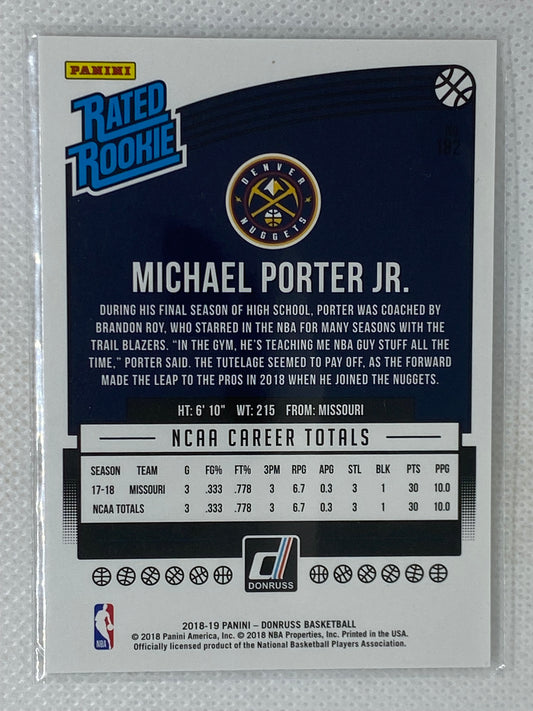 PANINI
RATED
ROOKIE
NO.
182
DENVER
NUGGETS
MICHAEL PORTER JR.
DURING HIS FINAL SEASON OF HIGH SCHOOL, PORTER WAS COACHED BY
BRANDON ROY, WHO STARRED IN THE NBA FOR MANY SEASONS WITH THE
TRAIL BLAZERS. “IN THE GYM, HE’S TEACHING ME NBA GUY STUFF ALL THE
TIME,” PORTER SAID. THE TUTELAGE SEEMED TO PAY OFF, AS THE FORWARD
MADE THE LEAP TO THE PROS IN 2018 WHEN HE JOINED THE NUGGETS.
HT: 6' 10" WT: 215 FROM: MISSOURI
NCAA CAREER TOTALS
SEASON TEAM G FG% FT% 3PM RPG APG STL BLK PTS PPG
17-18 MISSOURI 3 .333 .778 3 6.7 0.3 3 1 30 10.0
NCAA TOTALS 3 .333 .778 3 6.7 0.3 3 1 30 10.0
DONRUSS
NBA
2018-19 PANINI – DONRUSS BASKETBALL
© 2018 Panini America, Inc. © 2018 NBA Properties, Inc. Printed in the USA.
Officially licensed product of the National Basketball Players Association.